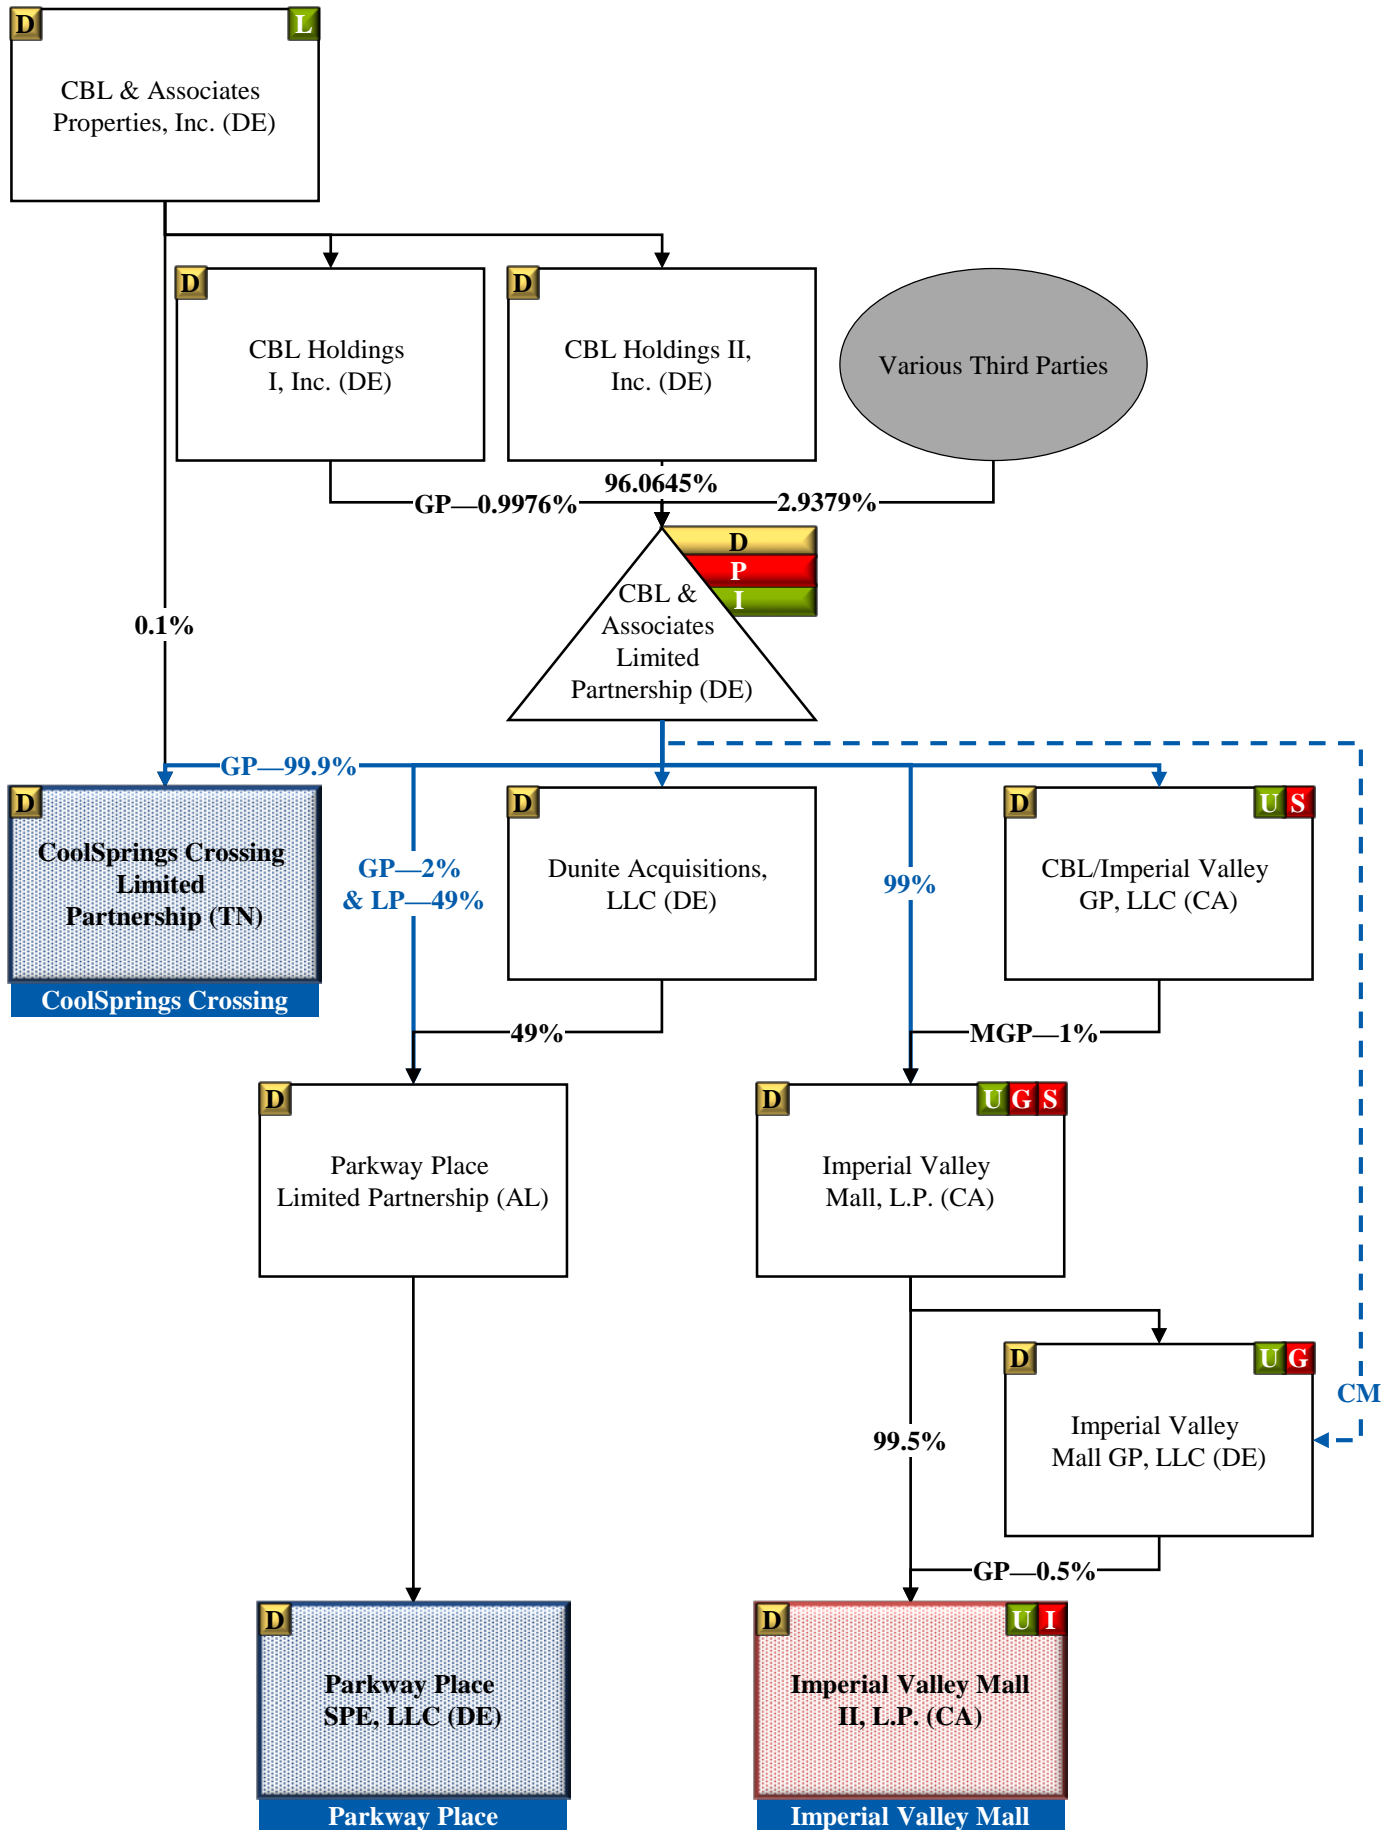 D
L
CBL & Associates
Properties, Inc. (DE)
D
CBL Holdings
I, Inc. (DE)
D
CBL Holdings II,
Inc. (DE)
Various Third Parties
GP—0.9976%
96.0645%
2.9379%
D
P
I
CBL &
Associates
Limited
Partnership (DE)
0.1%
GP—99.9%
D
CoolSprings Crossing
Limited
Partnership (TN)
CoolSprings Crossing
GP—2%
& LP—49%
D
Dunite Acquisitions,
LLC (DE)
99%
D
U S
CBL/Imperial Valley
GP, LLC (CA)
49%
MGP—1%
D
Parkway Place
Limited Partnership (AL)
D
U G S
Imperial Valley
Mall, L.P. (CA)
D
U G
Imperial Valley
Mall GP, LLC (DE)
CM
99.5%
GP—0.5%
D
Parkway Place
SPE, LLC (DE)
Parkway Place
D
U I
Imperial Valley Mall
II, L.P. (CA)
Imperial Valley Mall